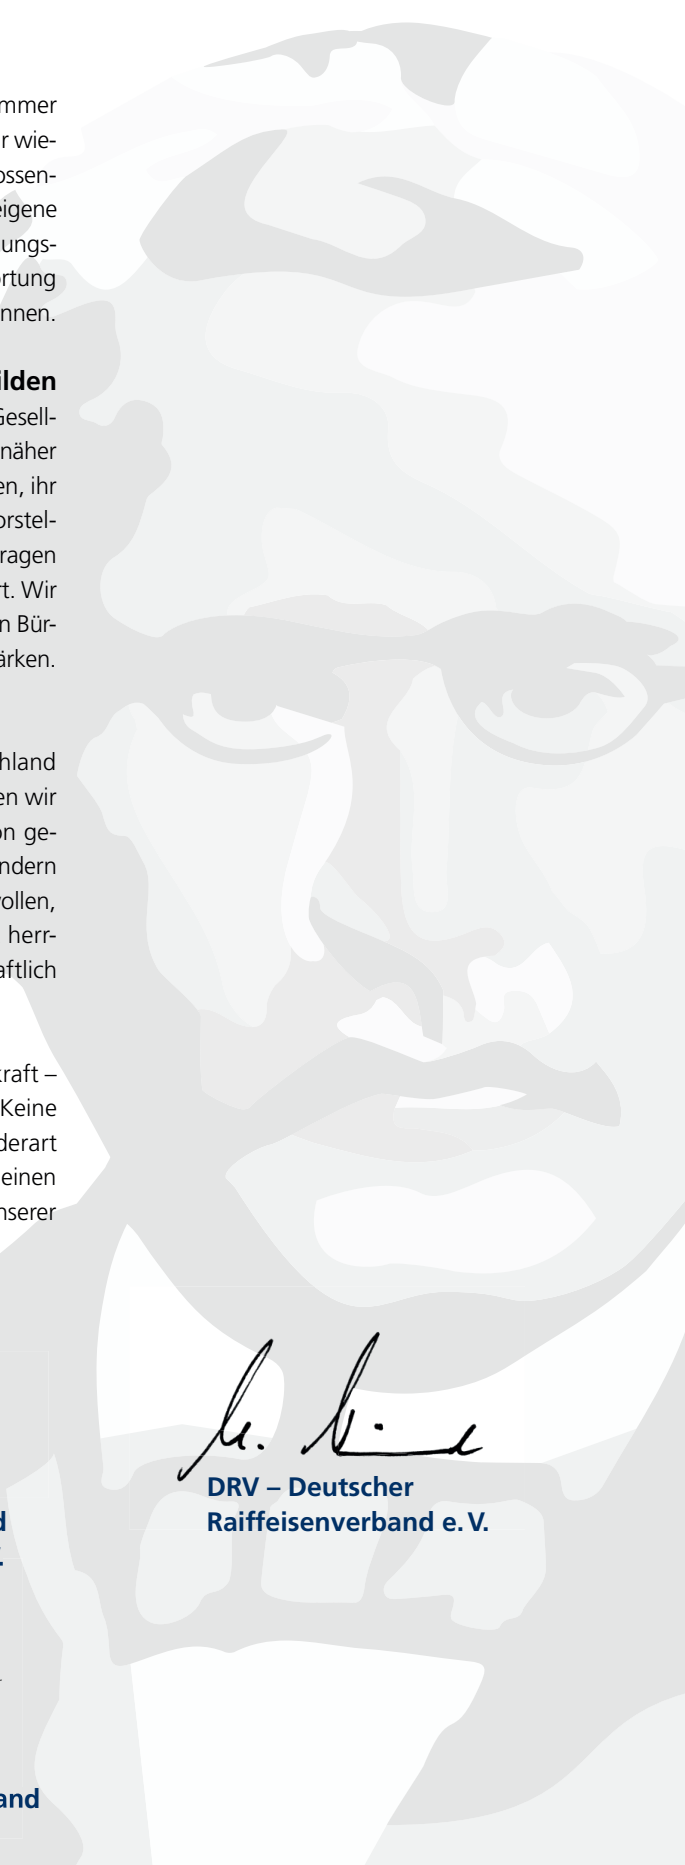 mmer
r wie-
ossen-
eigene
ungs-
rtung
nnen.
ilden
Gesell-
näher
en, ihr
orstel-
ragen
rt. Wir
n Bür-
ärken.
hland
en wir
on ge-
ndern
ollen,
herr-
aftlich
kraft –
Keine
derart
einen
nserer
DRV – Deutscher
Raiffeisenverband e. V.
d
and